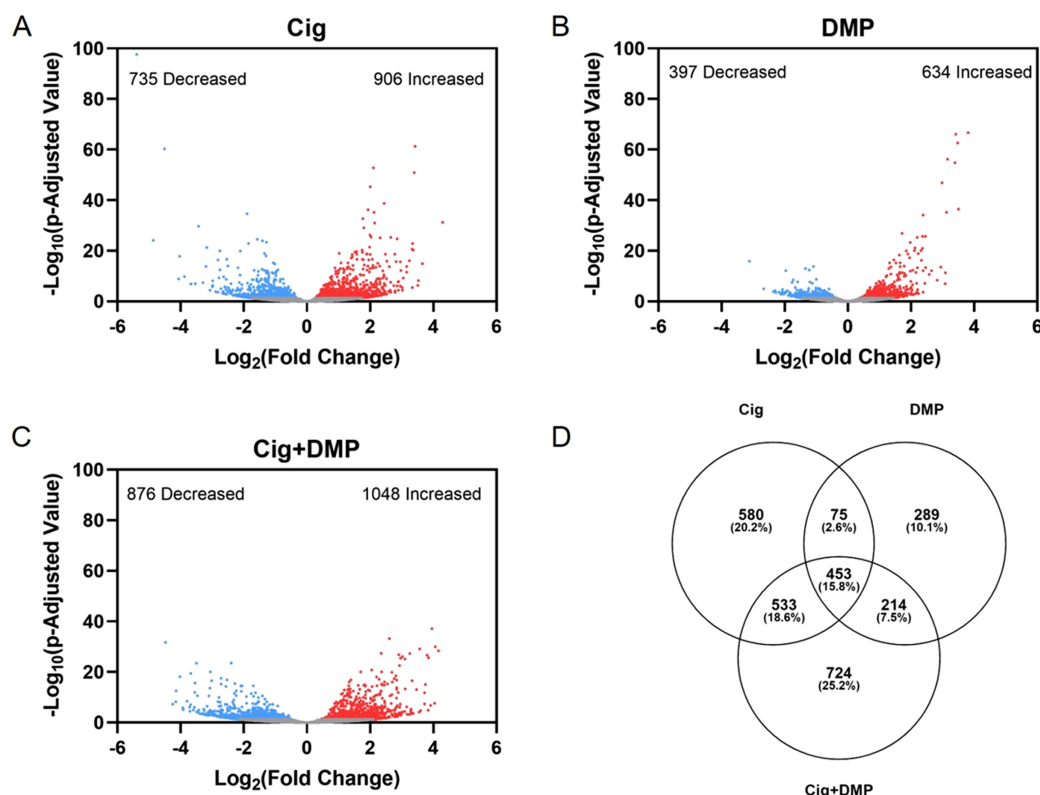 A
Cig
735 Decreased
906 Increased
100
80
60
40
20
0
-6
-4
-2
0
2
4
6
-Log10(p-Adjusted Value)
Log2(Fold Change)
B
DMP
397 Decreased
634 Increased
100
80
60
40
20
0
-6
-4
-2
0
2
4
6
-Log10(p-Adjusted Value)
Log2(Fold Change)
C
Cig+DMP
876 Decreased
1048 Increased
100
80
60
40
20
0
-6
-4
-2
0
2
4
6
-Log10(p-Adjusted Value)
Log2(Fold Change)
D
Cig
DMP
580
(20.2%)
75
(2.6%)
289
(10.1%)
453
(15.8%)
533
(18.6%)
214
(7.5%)
724
(25.2%)
Cig+DMP